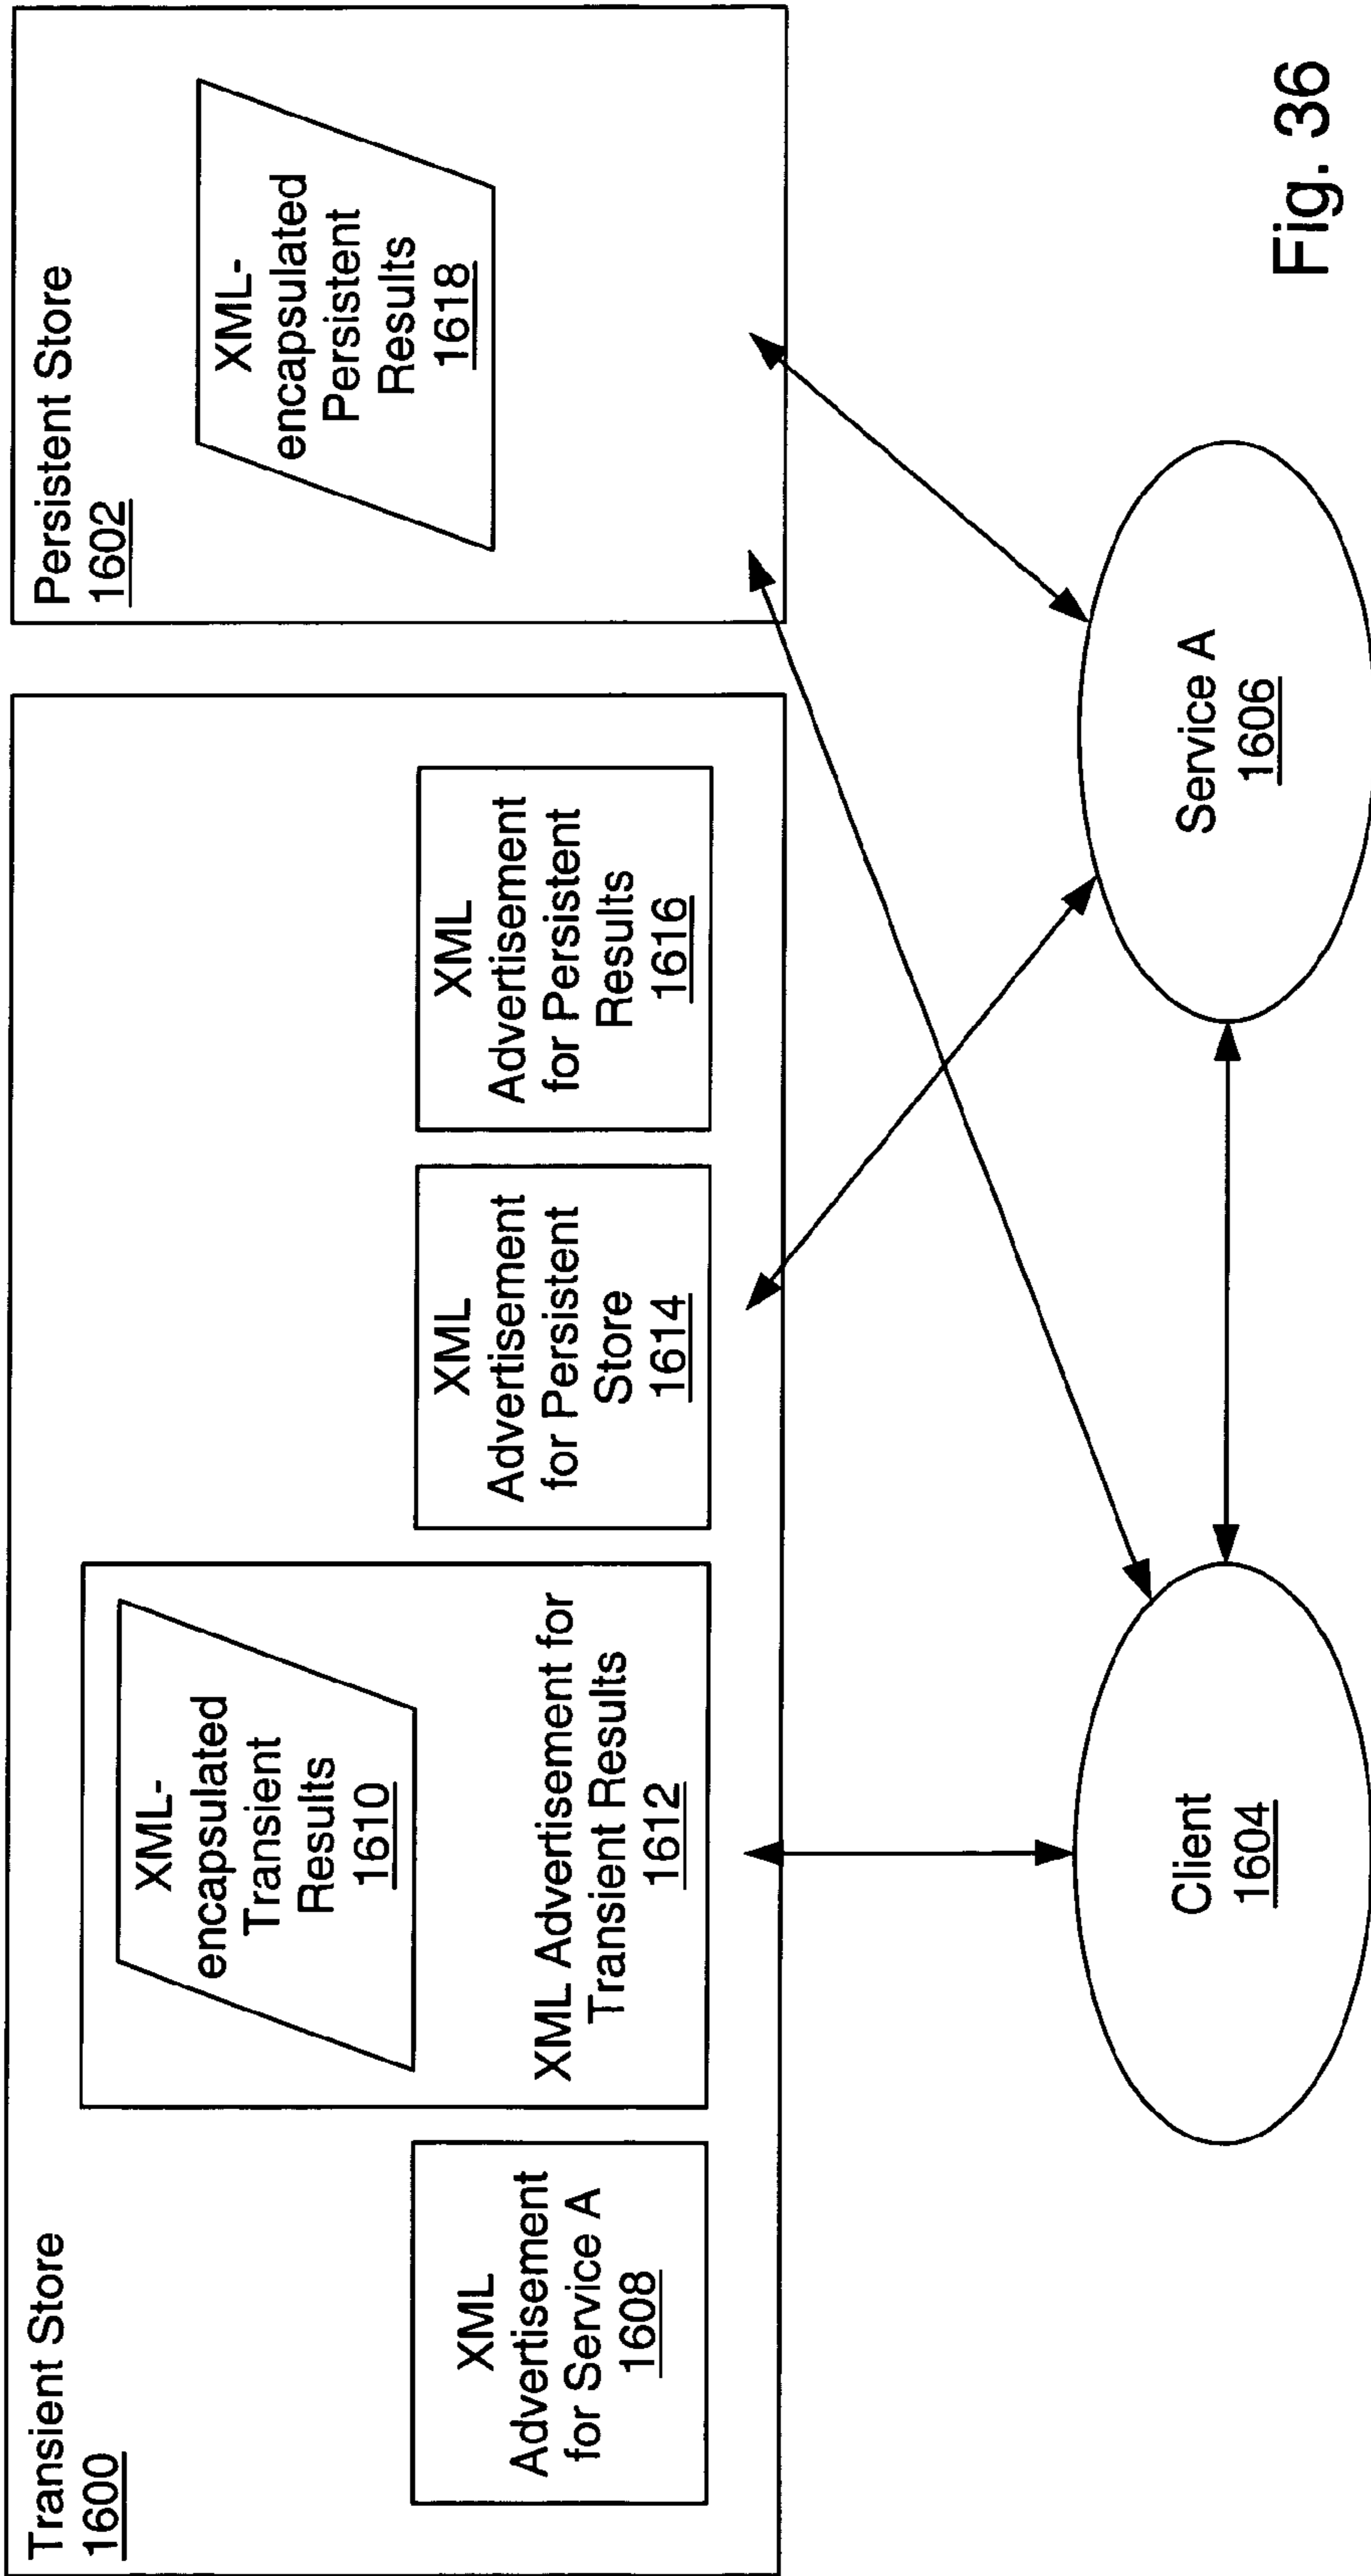 Transient Store
1600
XML
Advertisement
for Service A
1608
XML-
encapsulated
Transient
Results
1610
XML Advertisement for
Transient Results
1612
XML
Advertisement
for Persistent
Store
1614
XML
Advertisement
for Persistent
Results
1616
Persistent Store
1602
XML-
encapsulated
Persistent
Results
1618
Client
1604
Service A
1606
Fig. 36